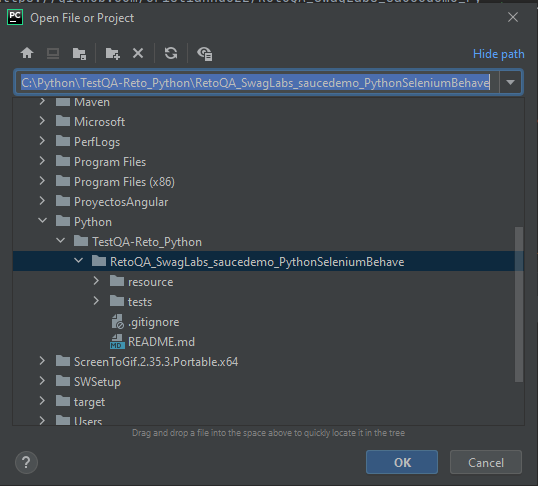 PC
Open File or Project
Hide path
C:\Python\TestQA-Reto_Python\RetoQA_SwagLabs_saucedemo_PythonSeleniumBehave
Maven
Microsoft
PerfLogs
Program Files
Program Files (x86)
ProyectosAngular
Python
TestQA-Reto_Python
RetoQA_SwagLabs_saucedemo_PythonSeleniumBehave
resource
tests
.gitignore
MD README.md
ScreenToGif.2.35.3.Portable.x64
SWSetup
target
Users
Drag and drop a file into the space above to quickly locate it in the tree
?
OK
Cancel